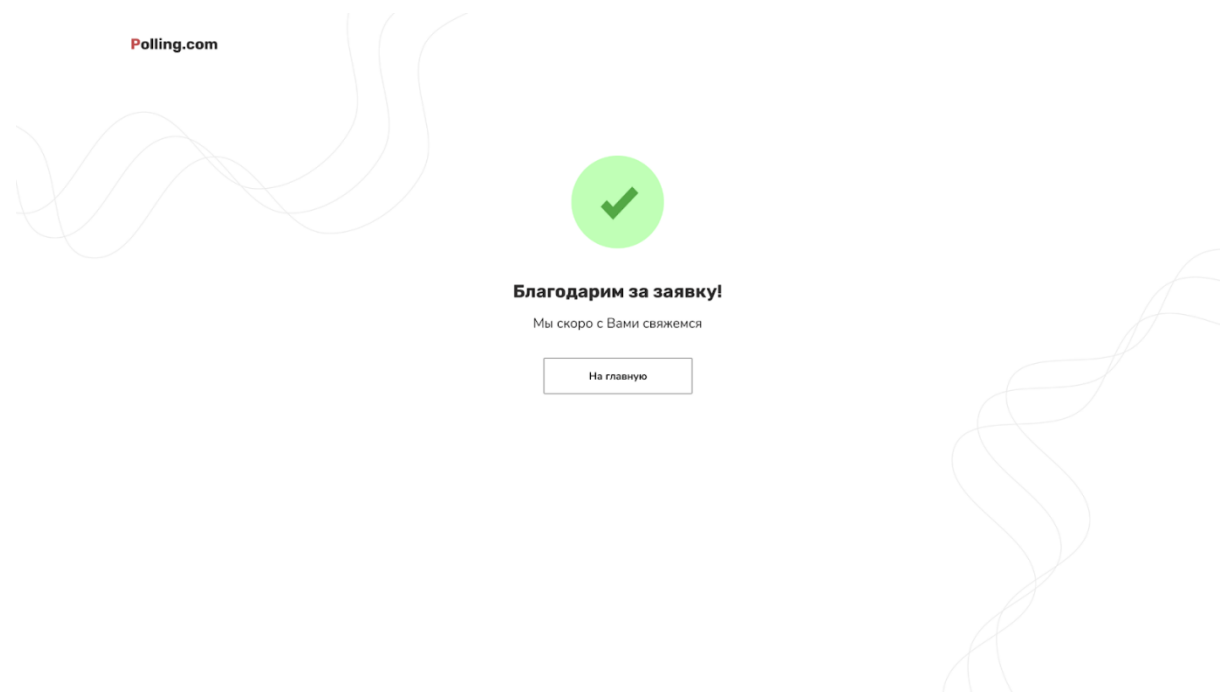 Polling.com
Благодарим за заявку!
Мы скоро с Вами свяжемся
На главную